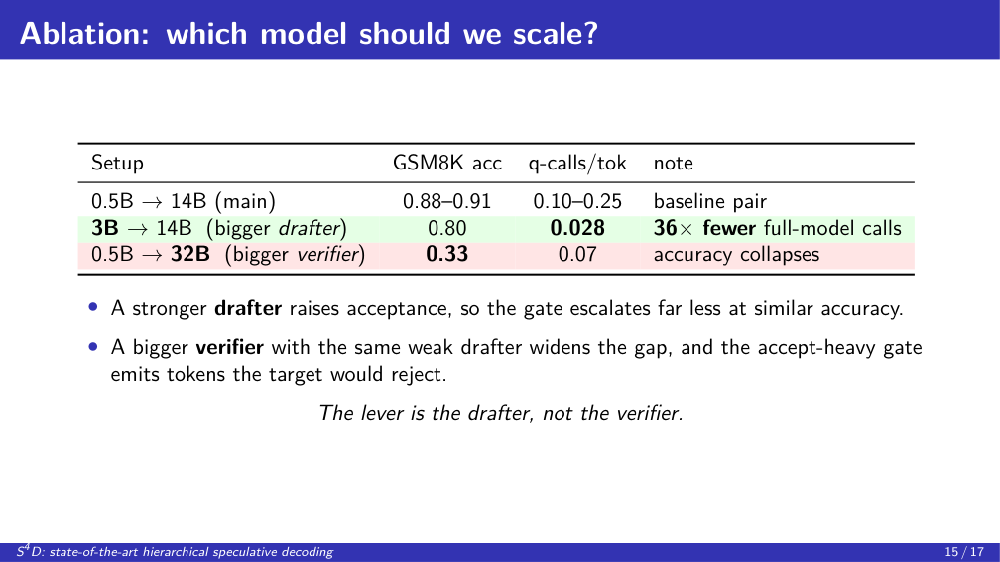 Ablation: which model should we scale?
Setup GSM8K acc q-calls/tok note
0.5B → 14B (main) 0.88–0.91 0.10–0.25 baseline pair
3B → 14B (bigger drafter) 0.80 0.028 36× fewer full-model calls
0.5B → 32B (bigger verifier) 0.33 0.07 accuracy collapses
• A stronger drafter raises acceptance, so the gate escalates far less at similar accuracy.
• A bigger verifier with the same weak drafter widens the gap, and the accept-heavy gate
emits tokens the target would reject.
The lever is the drafter, not the verifier.
S⁴D: state-of-the-art hierarchical speculative decoding 15 / 17